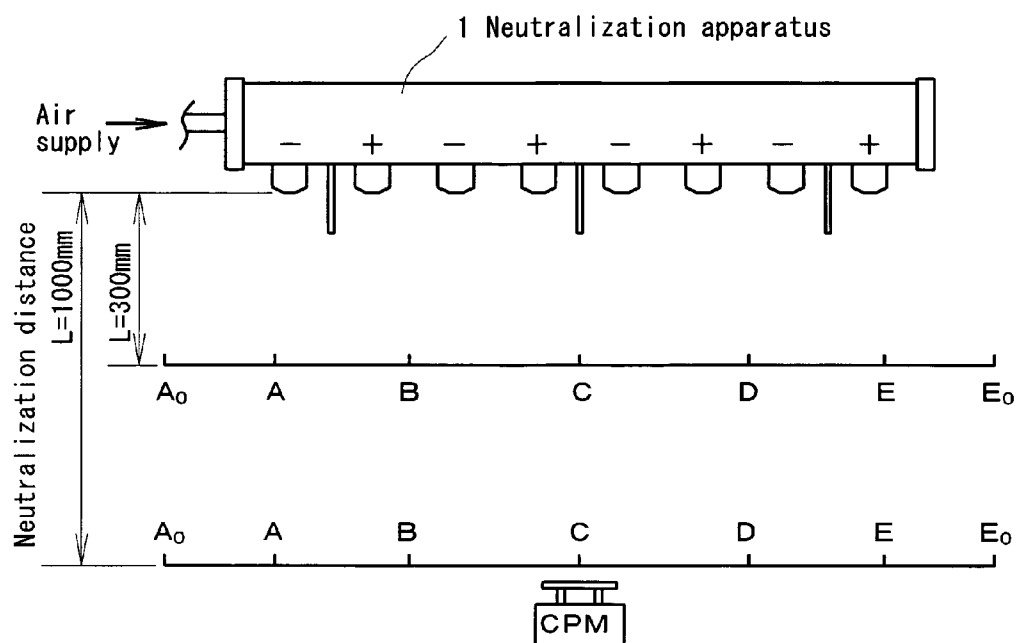 1 Neutralization apparatus
Air
supply
− + − + − + − +
Neutralization distance
L=1000mm
L=300mm
A0 A B C D E E0
A0 A B C D E E0
CPM